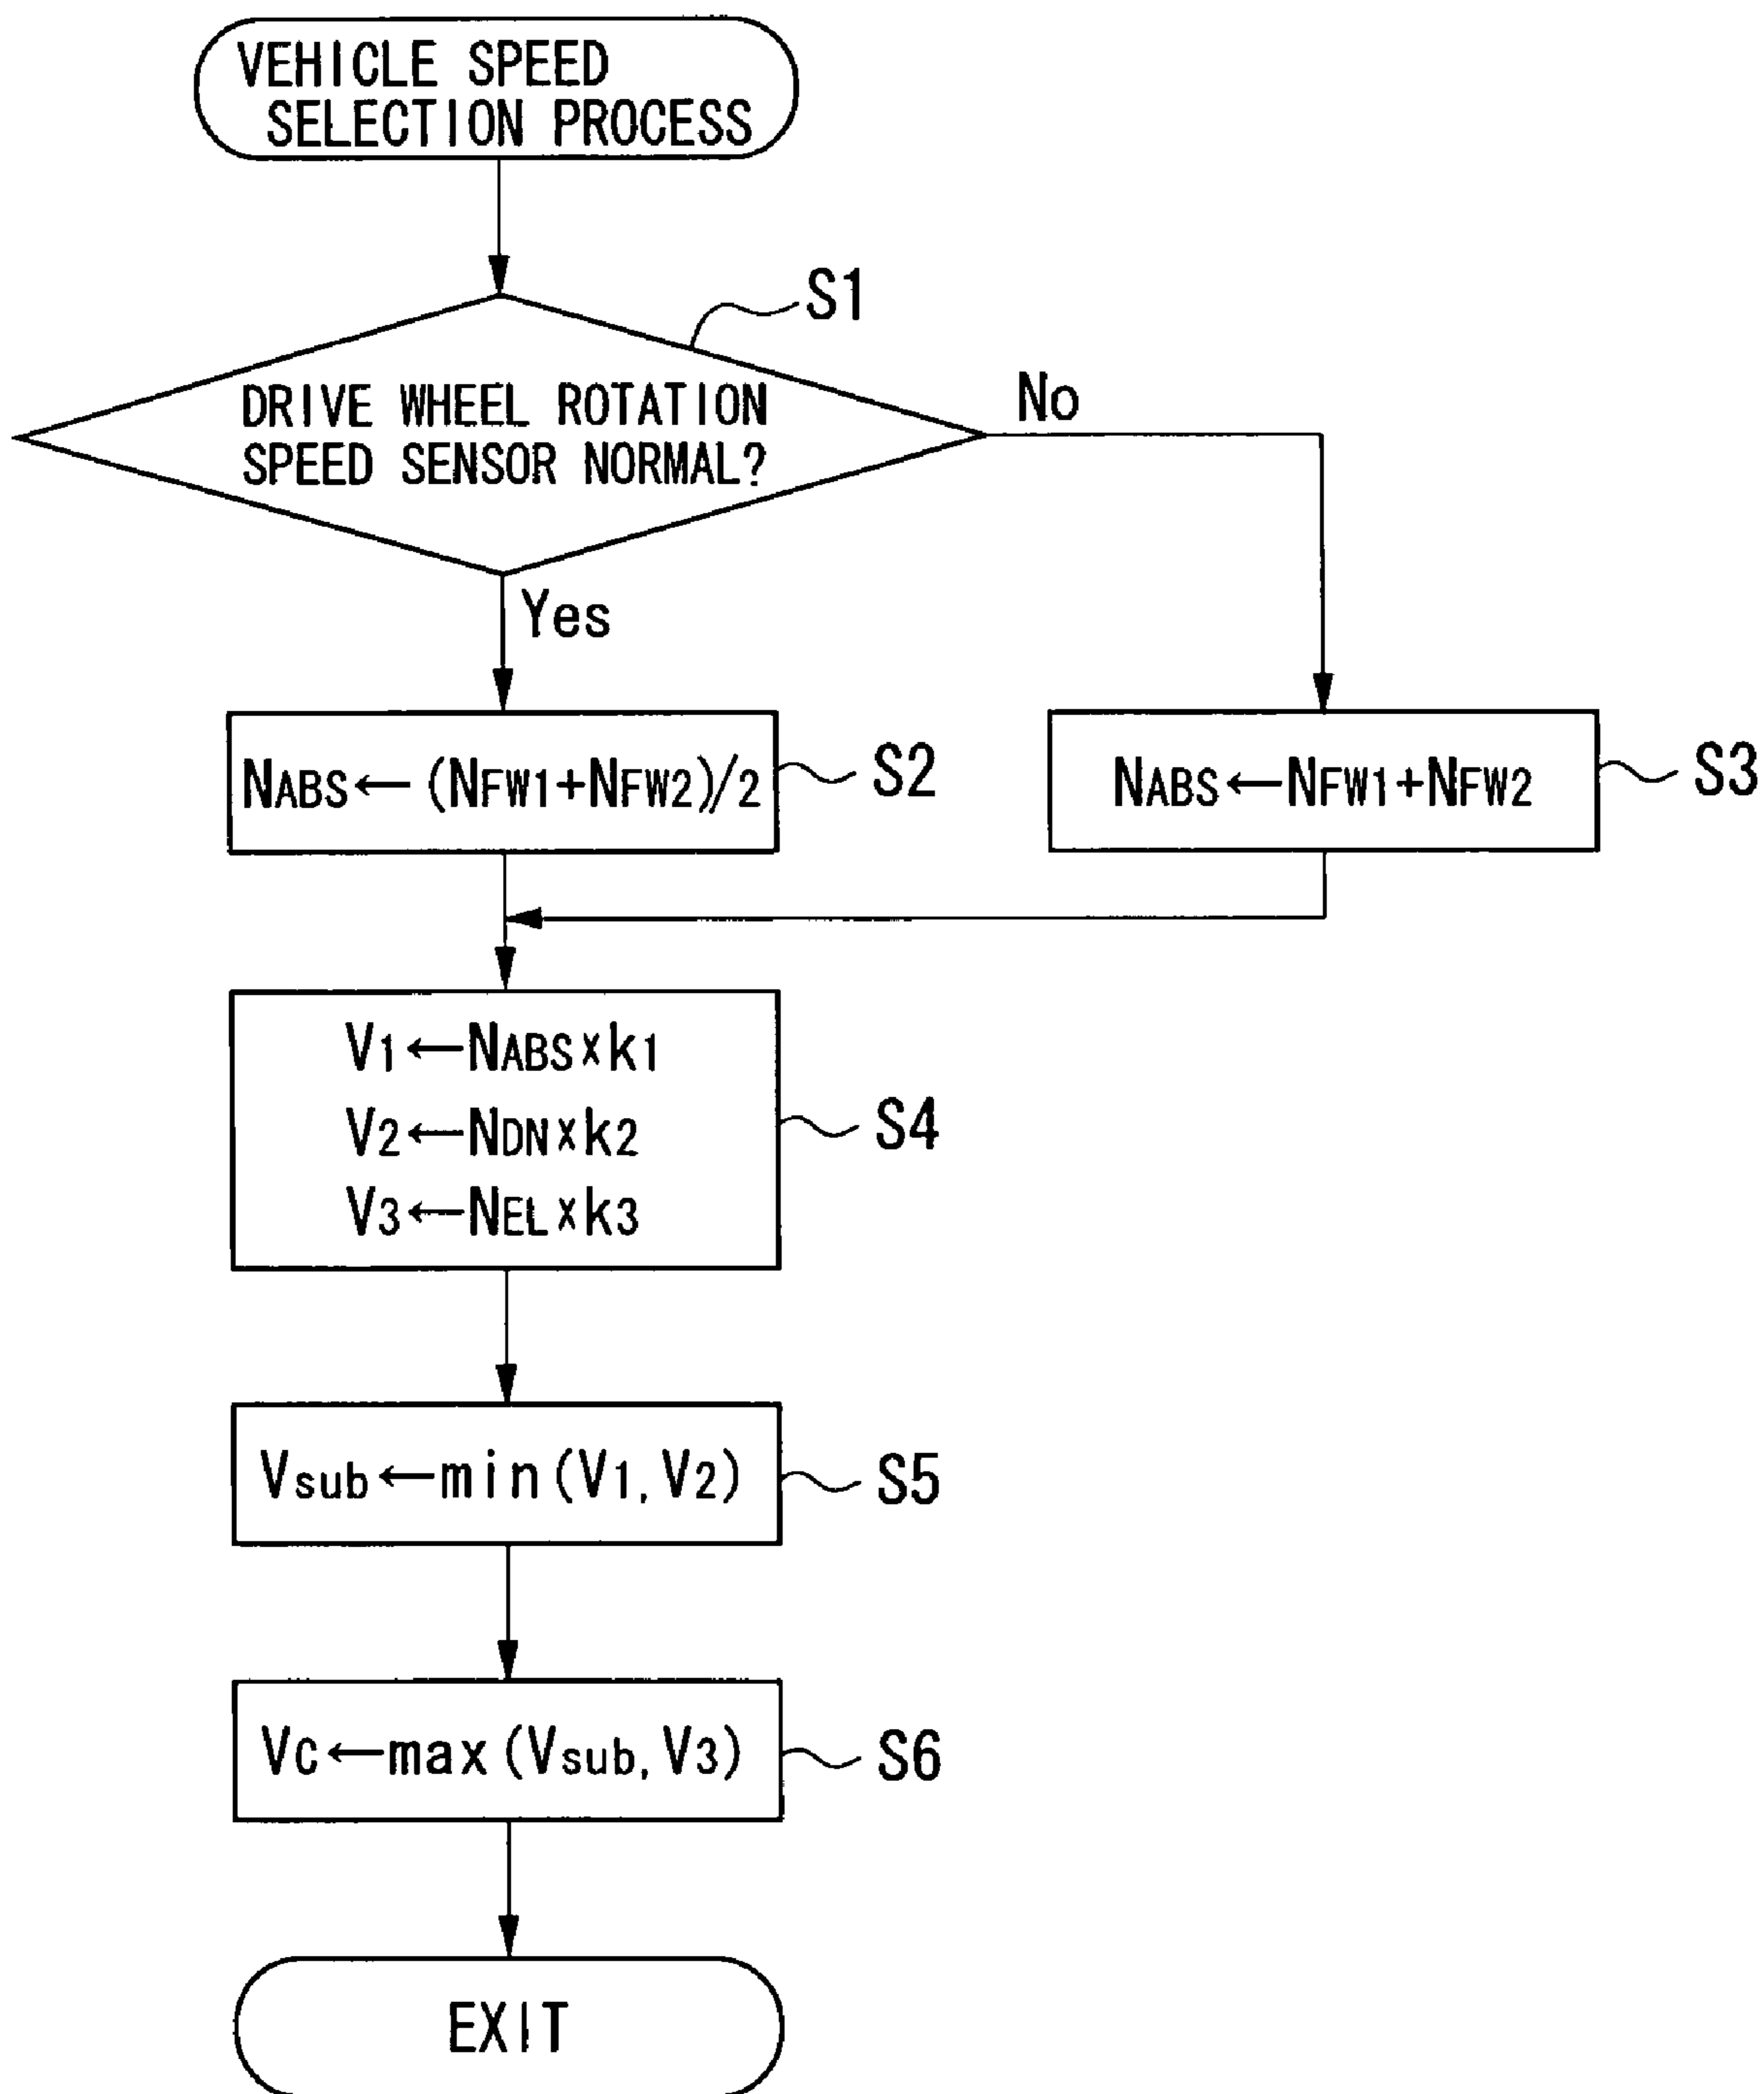 VEHICLE SPEED
SELECTION PROCESS
S1
DRIVE WHEEL ROTATION
SPEED SENSOR NORMAL?
No
Yes
NABS←(NFW1+NFW2)/2
S2
NABS←NFW1+NFW2
S3
V1←NABS×k1
V2←NDN×k2
V3←NEL×k3
S4
Vsub←min(V1,V2)
S5
VC←max(Vsub,V3)
S6
EXIT